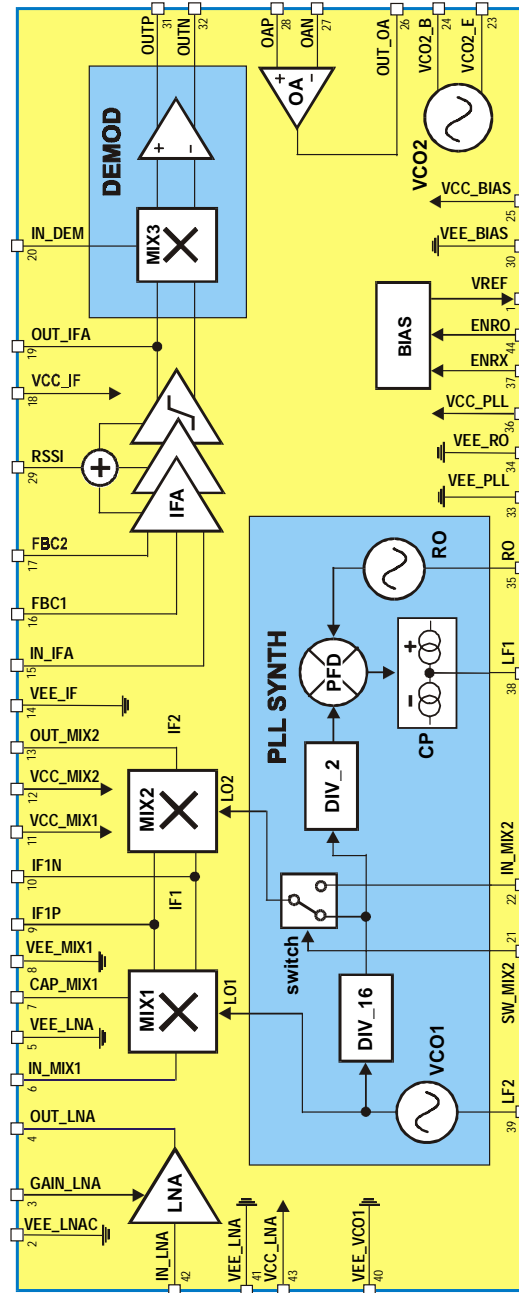 VEE_LNAC
2
GAIN_LNA
3
OUT_LNA
4
IN_MIX1
6
VEE_LNA
5
CAP_MIX1
7
VEE_MIX1
8
IF1P
9
IF1N
10
VCC_MIX1
11
VCC_MIX2
12
OUT_MIX2
13
VEE_IF
14
IN_IFA
15
FBC1
16
FBC2
17
RSSI
29
VCC_IF
18
OUT_IFA
19
IN_DEM
20
OUTP
31
OUTN
32
OAP
28
OAN
27
OUT_OA
26
VCO2_B
24
VCO2_E
23
IN_LNA
42
LNA
MIX1
IF1
MIX2
IF2
LO1
LO2
IFA
+
MIX3
DEMOD
+
−
+
−
OA
VCO2
VEE_LNA
41
VCC_LNA
43
VEE_VCO1
40
PLL SYNTH
VCO1
DIV_16
switch
DIV_2
PFD
CP
−
+
RO
BIAS
LF2
39
SW_MIX2
21
IN_MIX2
22
LF1
38
RO
35
VEE_PLL
33
VEE_RO
34
VCC_PLL
36
ENRX
37
ENRO
44
VREF
1
VEE_BIAS
30
VCC_BIAS
25